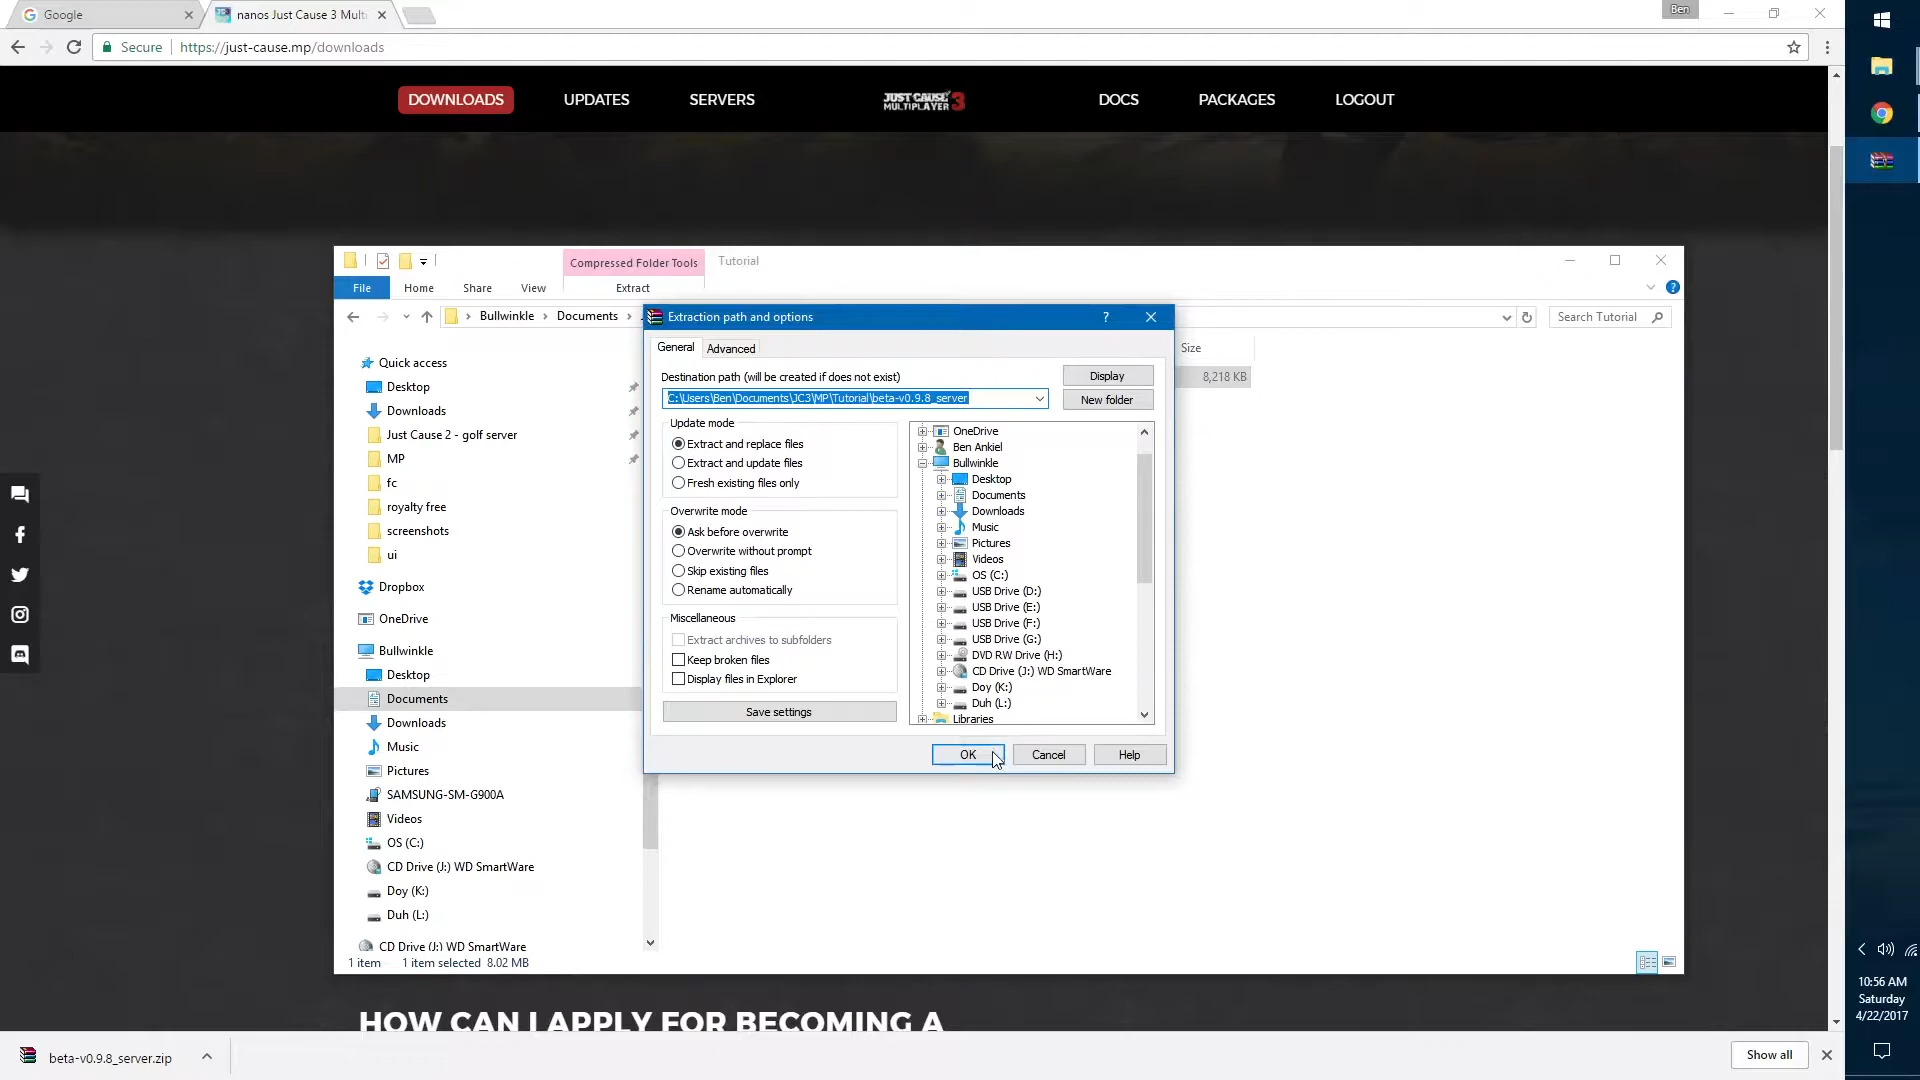 Google
nanos Just Cause 3 Mult
Ben
Secure
https://just-cause.mp/downloads
DOWNLOADS
UPDATES
SERVERS
JUST CAUSE 3
MULTIPLAYER
DOCS
PACKAGES
LOGOUT
Compressed Folder Tools
Tutorial
File
Home
Share
View
Extract
Bullwinkle
Documents
Search Tutorial
Quick access
Desktop
Downloads
Just Cause 2 - golf server
MP
fc
royalty free
screenshots
ui
Dropbox
OneDrive
Bullwinkle
Desktop
Documents
Downloads
Music
Pictures
SAMSUNG-SM-G900A
Videos
OS (C:)
CD Drive (J:) WD SmartWare
Doy (K:)
Duh (L:)
CD Drive (J:) WD SmartWare
1 item
1 item selected 8.02 MB
Size
8,218 KB
Extraction path and options
?
General
Advanced
Destination path (will be created if does not exist)
C:\Users\Ben\Documents\JC3\MP\Tutorial\beta-v0.9.8_server
Display
New folder
Update mode
Extract and replace files
Extract and update files
Fresh existing files only
Overwrite mode
Ask before overwrite
Overwrite without prompt
Skip existing files
Rename automatically
Miscellaneous
Extract archives to subfolders
Keep broken files
Display files in Explorer
Save settings
OneDrive
Ben Ankiel
Bullwinkle
Desktop
Documents
Downloads
Music
Pictures
Videos
OS (C:)
USB Drive (D:)
USB Drive (E:)
USB Drive (F:)
USB Drive (G:)
DVD RW Drive (H:)
CD Drive (J:) WD SmartWare
Doy (K:)
Duh (L:)
Libraries
OK
Cancel
Help
HOW CAN I APPLY FOR BECOMING A
beta-v0.9.8_server.zip
Show all
10:56 AM
Saturday
4/22/2017